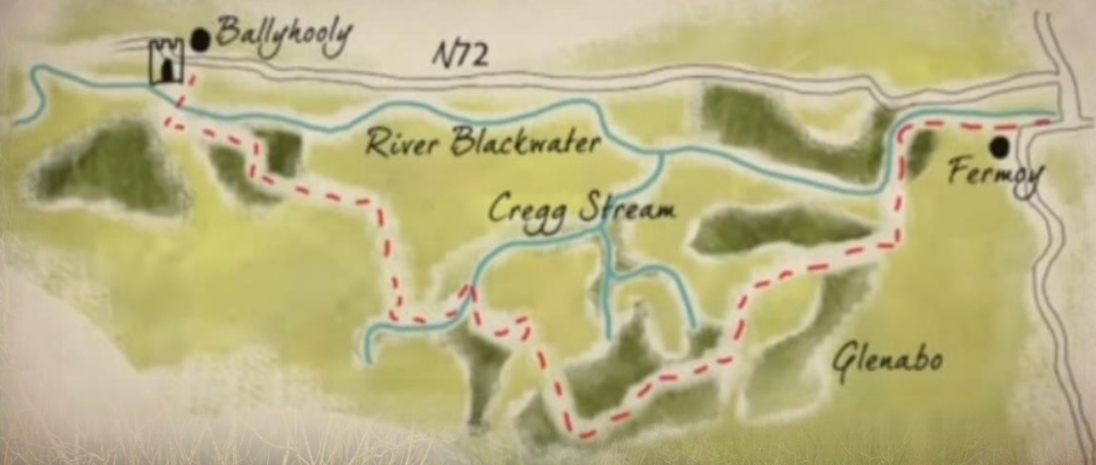 Ballyhooly
N72
River Blackwater
Cregg Stream
Fermoy
Glenabo